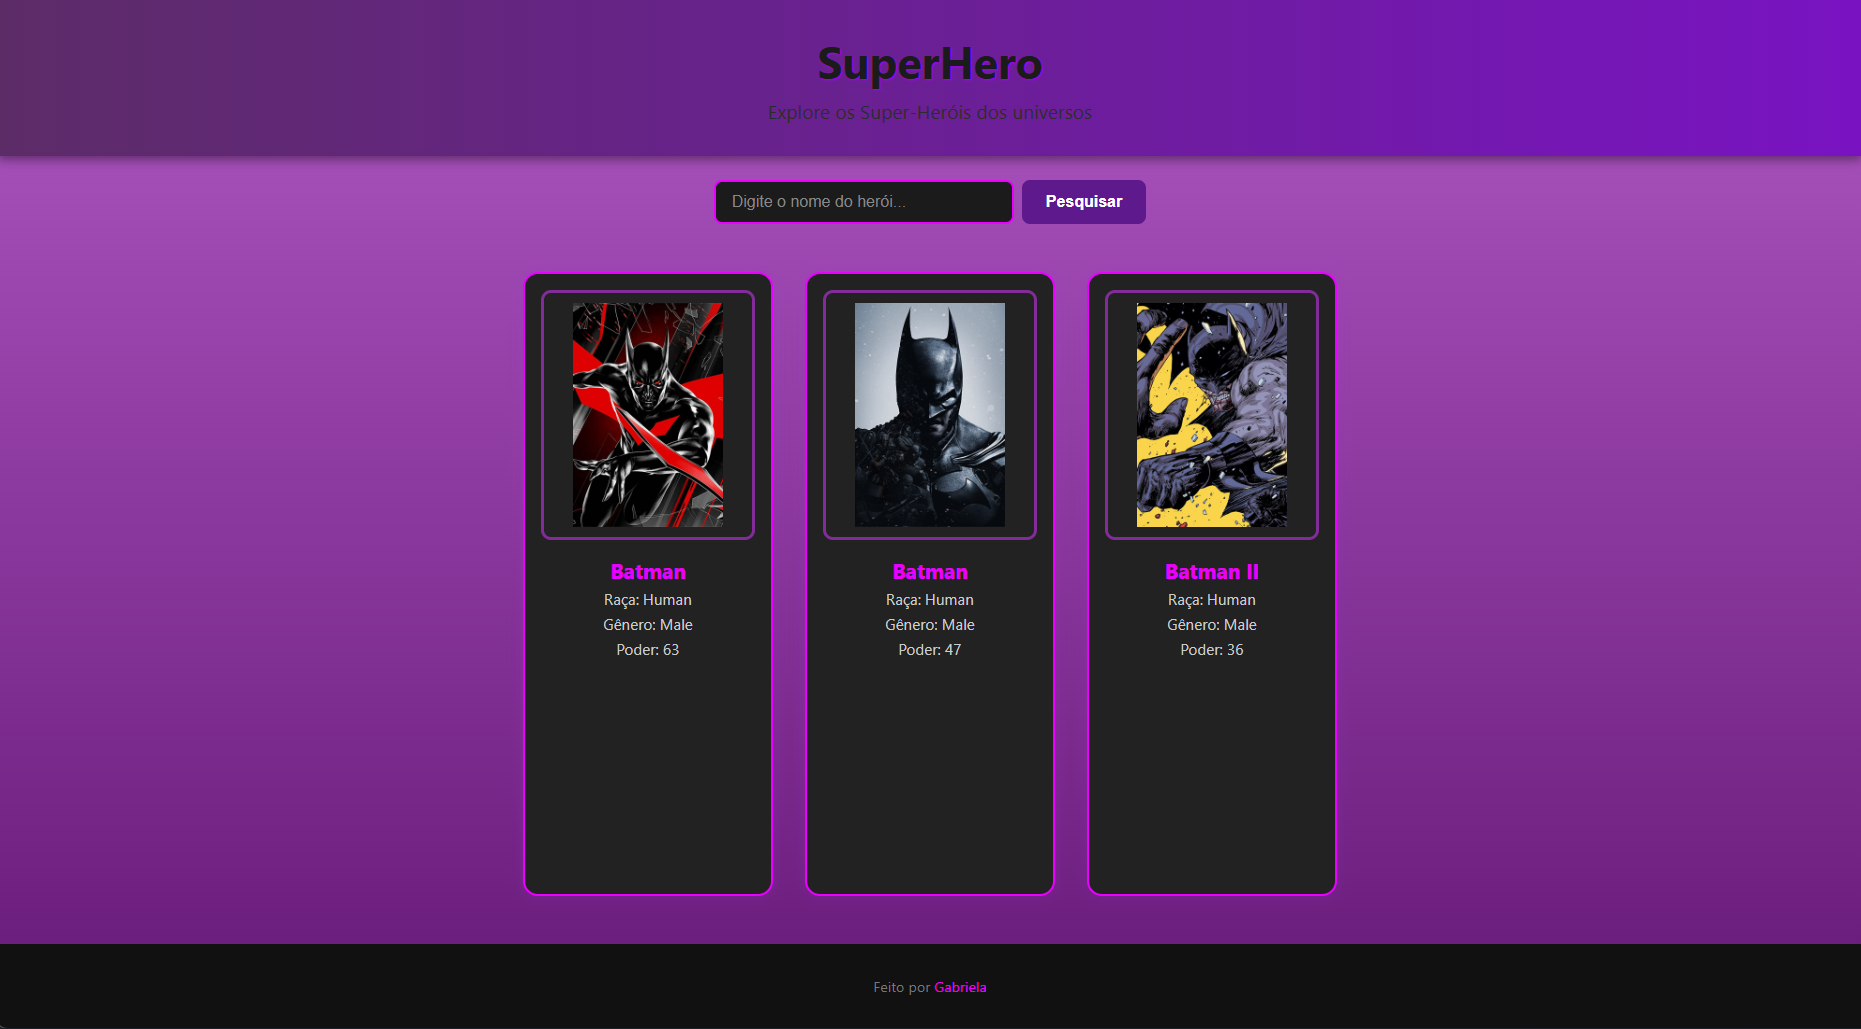 SuperHero
Explore os Super-Heróis dos universos
Digite o nome do herói...
Pesquisar
Batman
Raça: Human
Gênero: Male
Poder: 63
Batman
Raça: Human
Gênero: Male
Poder: 47
Batman II
Raça: Human
Gênero: Male
Poder: 36
Feito por Gabriela